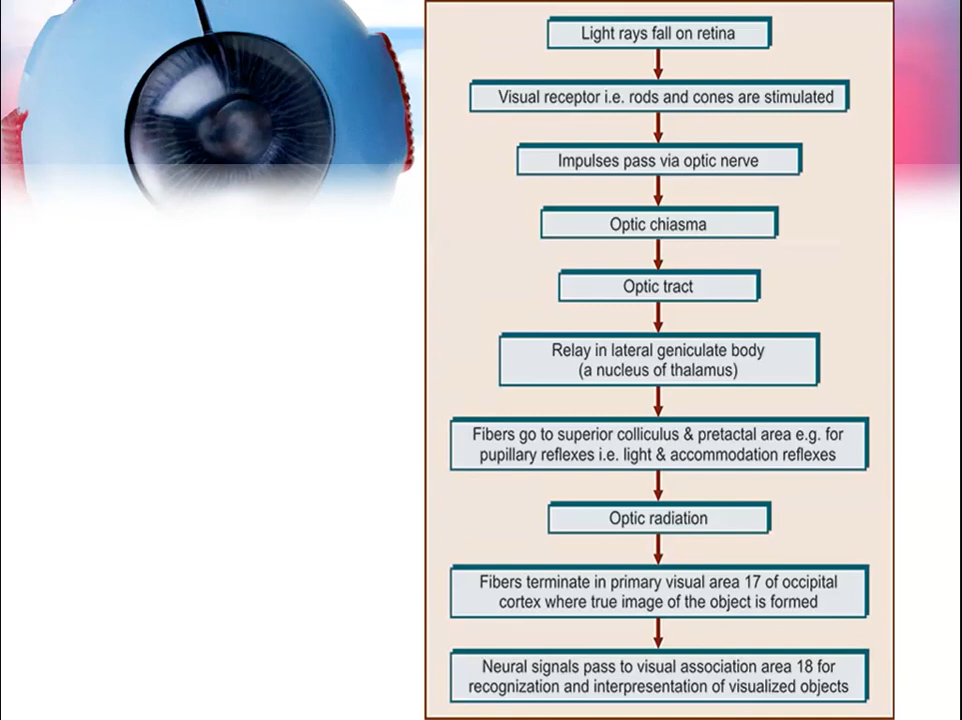 Light rays fall on retina
Visual receptor i.e. rods and cones are stimulated
Impulses pass via optic nerve
Optic chiasma
Optic tract
Relay in lateral geniculate body
(a nucleus of thalamus)
Fibers go to superior colliculus & pretactal area e.g. for
pupillary reflexes i.e. light & accommodation reflexes
Optic radiation
Fibers terminate in primary visual area 17 of occipital
cortex where true image of the object is formed
Neural signals pass to visual association area 18 for
recognization and interpresentation of visualized objects